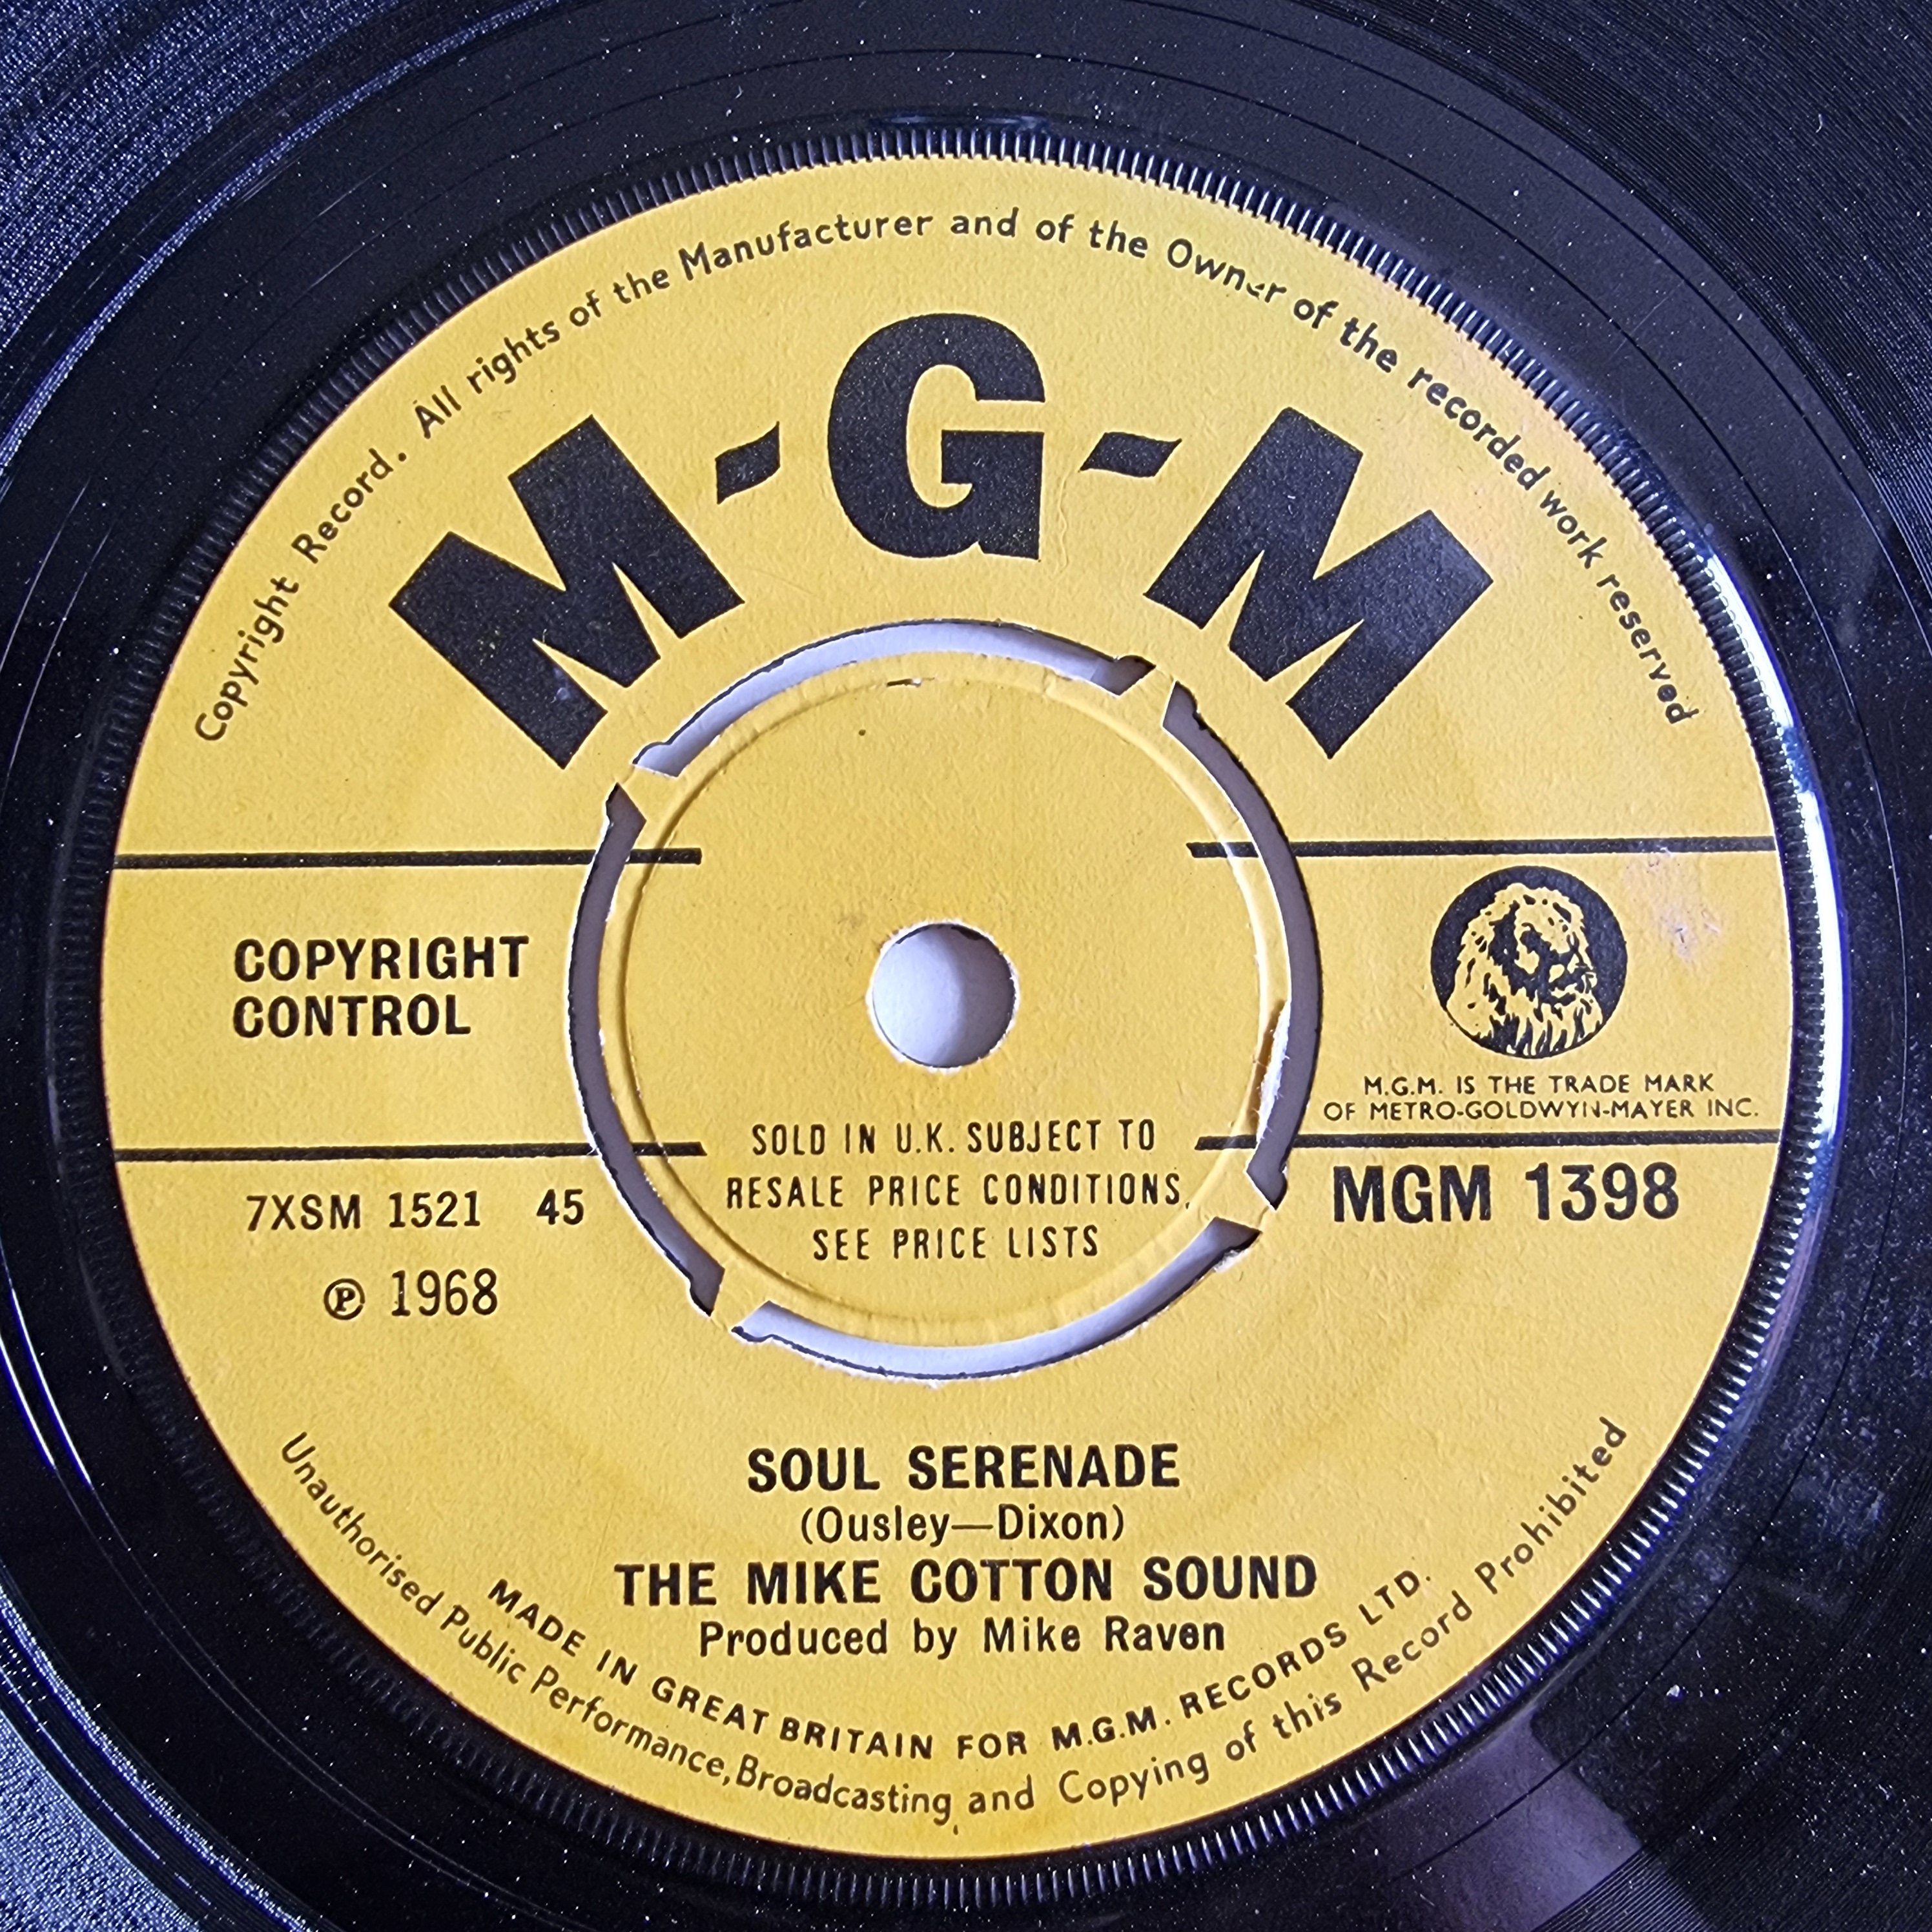 Copyright Record. All rights of the Manufacturer and of the Owner of the recorded work reserved
M-G-M
COPYRIGHT
CONTROL
M.G.M. IS THE TRADE MARK
OF METRO-GOLDWYN-MAYER INC.
SOLD IN U.K. SUBJECT TO
RESALE PRICE CONDITIONS,
SEE PRICE LISTS
7XSM 1521 45
℗ 1968
MGM 1398
SOUL SERENADE
(Ousley—Dixon)
THE MIKE COTTON SOUND
Produced by Mike Raven
MADE IN GREAT BRITAIN FOR M.G.M. RECORDS LTD.
Unauthorised Public Performance, Broadcasting and Copying of this Record Prohibited